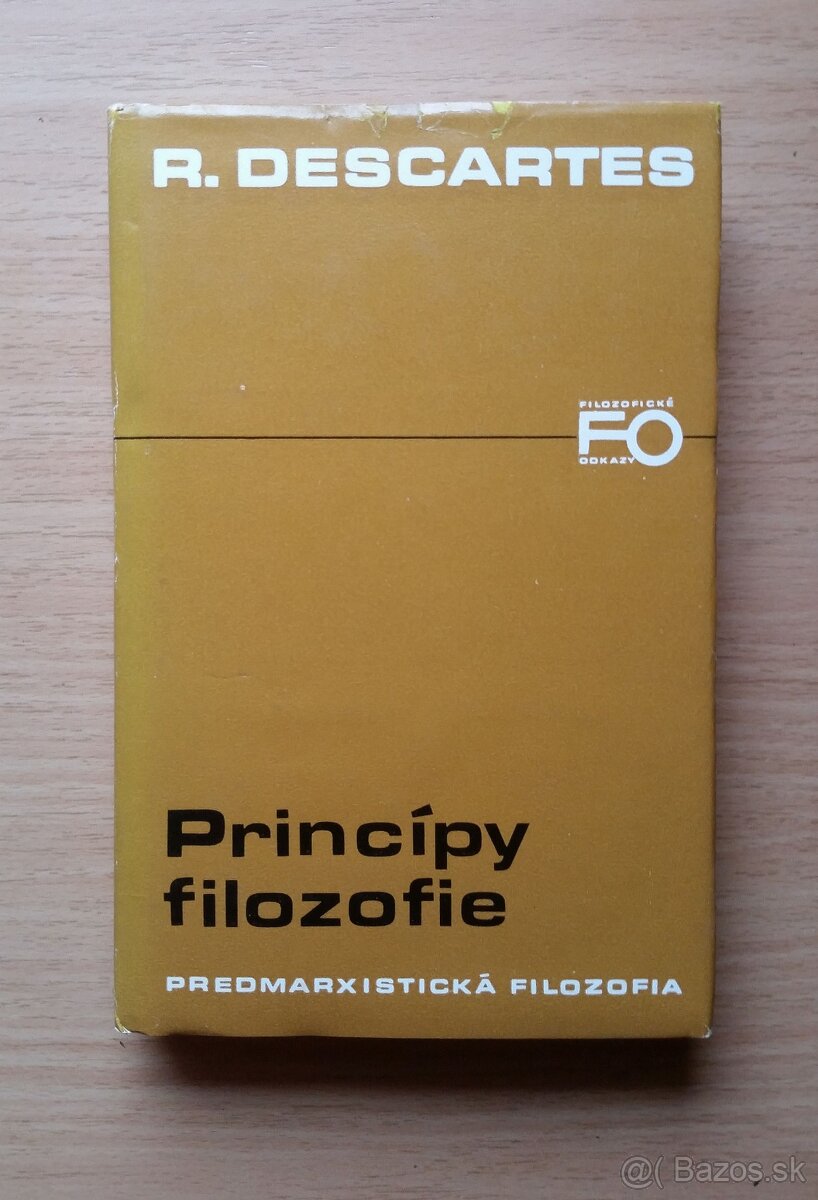 R. DESCARTES
FILOZOFICKÉ
FO
ODKAZY
Princípy
filozofie
PREDMARXISTICKÁ FILOZOFIA
@( Bazos.sk